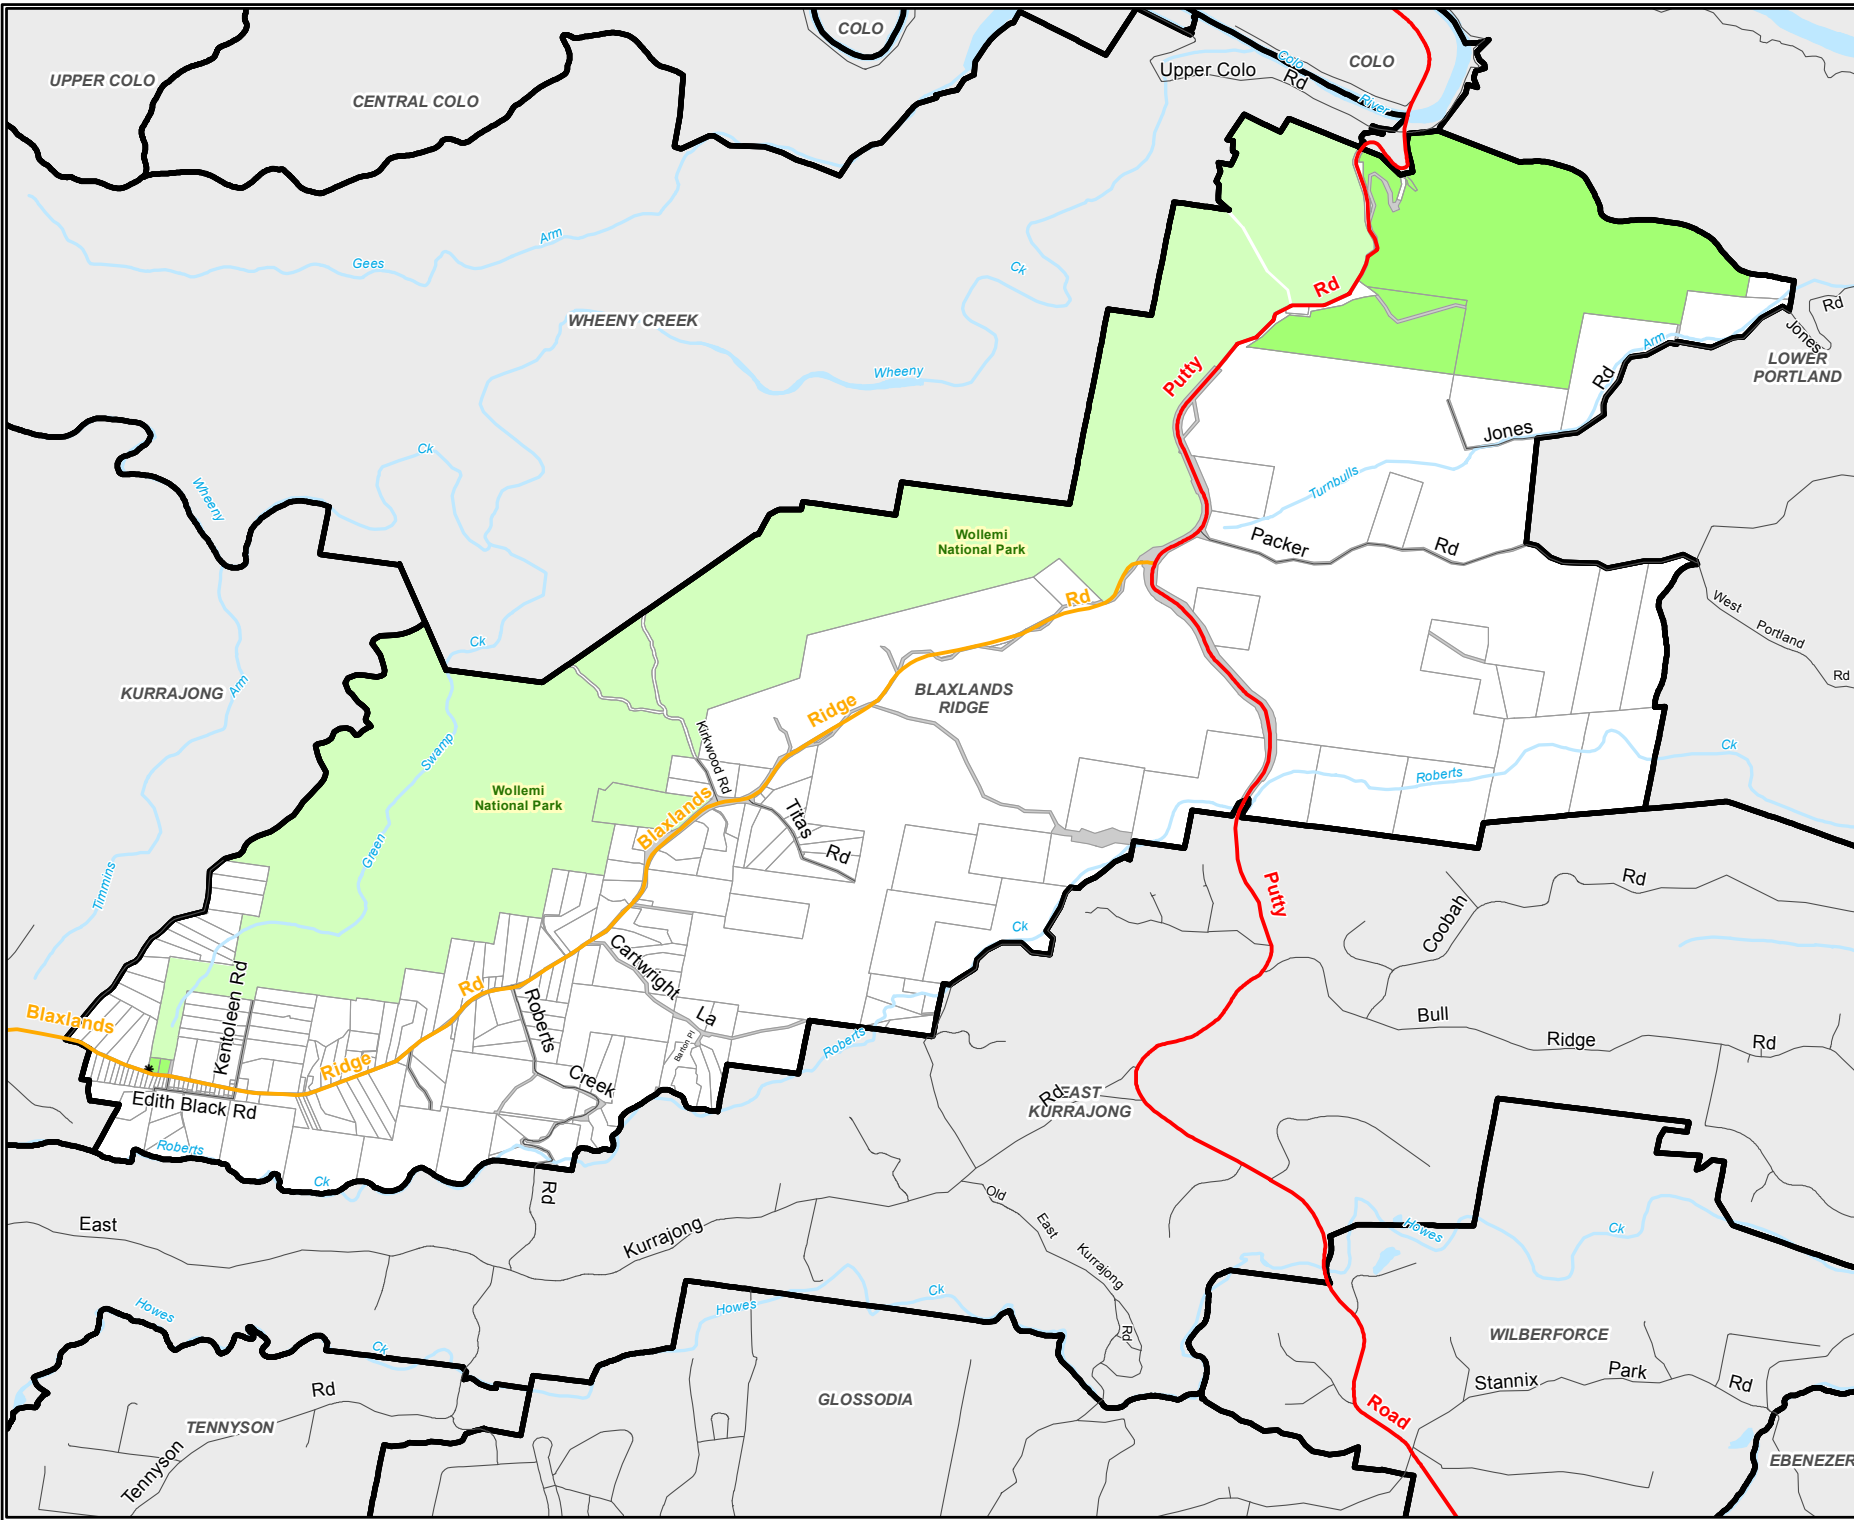 COLO
UPPER COLO
CENTRAL COLO
COLO
Colo
River
Upper Colo
Rd
Arm
Gees
Ck
WHEENY CREEK
Wheeny
Rd
Putty
Rd
Jones
LOWER
PORTLAND
Arm
Rd
Jones
Turnbulls
Ck
Wheeny
Packer
Rd
Wollemi
National Park
Rd
West
Portland
Rd
Ck
KURRAJONG
Arm
BLAXLANDS
RIDGE
Ridge
Kirkwood Rd
Swamp
Ck
Roberts
Wollemi
National Park
Blaxlands
Titas
Rd
Green
Timmins
Putty
Rd
Coobah
Ck
Cartwright
La
Kentoleen Rd
Rd
Roberts
Blaxlands
Bull
Ridge
Rd
Roberts
Barton Pl
Ridge
Creek
Edith Black Rd
Rd
EAST
KURRAJONG
Roberts
Ck
Rd
Old
East
Kurrajong
Rd
East
Kurrajong
Howes
Ck
Howes
Ck
Howes
Ck
WILBERFORCE
Stannix
Park
Rd
Rd
TENNYSON
Tennyson
GLOSSODIA
Road
EBENEZER